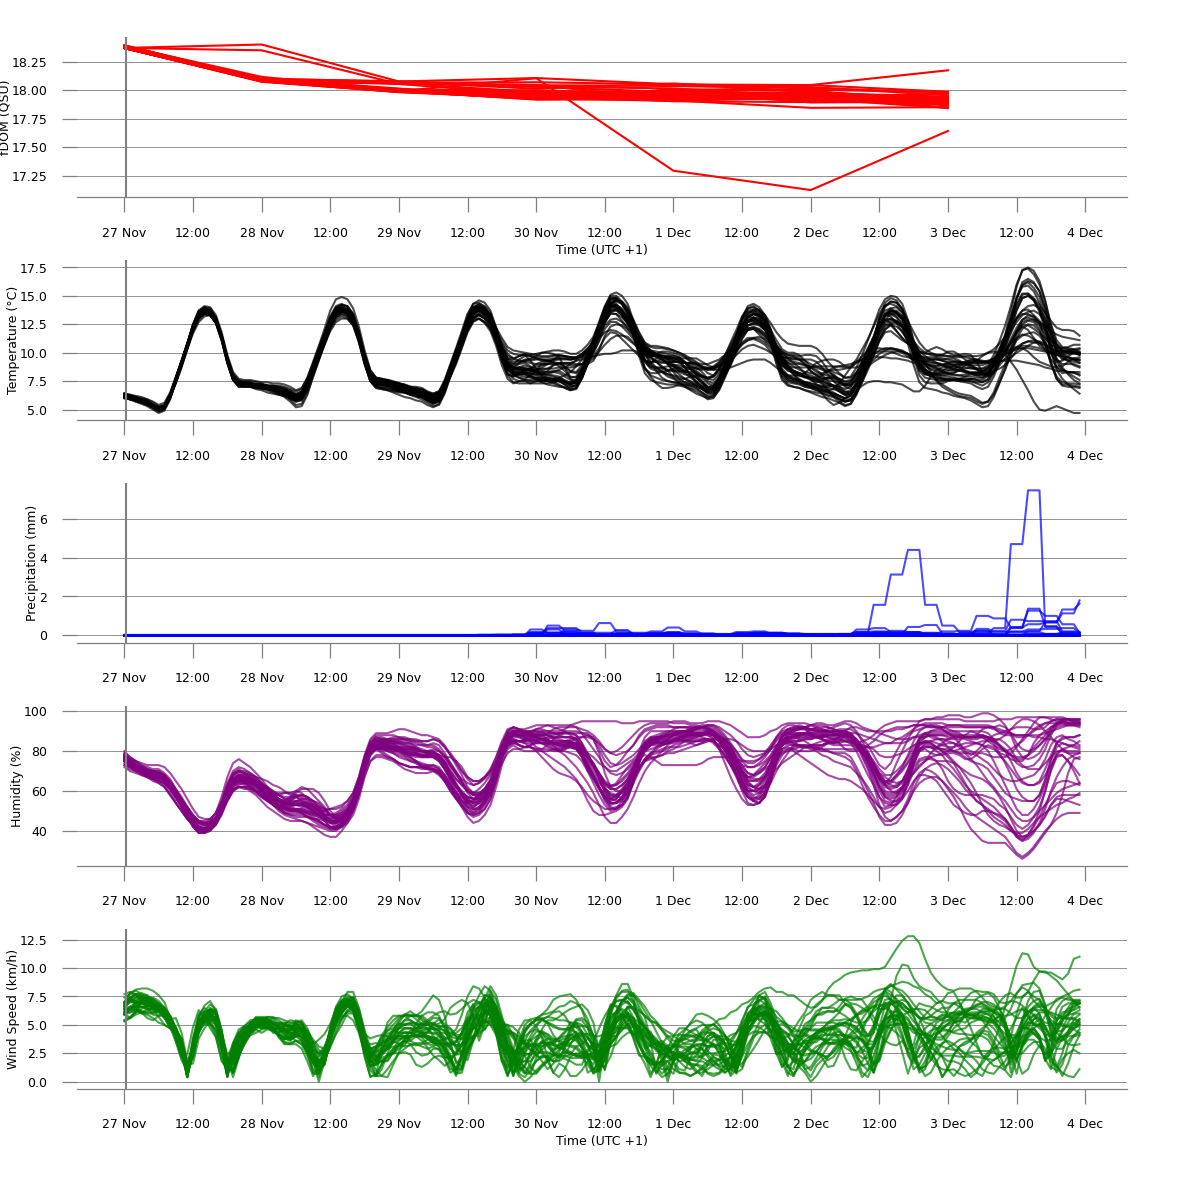 fDOM (QSU)
18.25
18.00
17.75
17.50
17.25
27 Nov 12:00 28 Nov 12:00 29 Nov 12:00 30 Nov 12:00 1 Dec 12:00 2 Dec 12:00 3 Dec 12:00 4 Dec
Time (UTC +1)
Temperature (°C)
17.5
15.0
12.5
10.0
7.5
5.0
27 Nov 12:00 28 Nov 12:00 29 Nov 12:00 30 Nov 12:00 1 Dec 12:00 2 Dec 12:00 3 Dec 12:00 4 Dec
Precipitation (mm)
6
4
2
0
27 Nov 12:00 28 Nov 12:00 29 Nov 12:00 30 Nov 12:00 1 Dec 12:00 2 Dec 12:00 3 Dec 12:00 4 Dec
Humidity (%)
100
80
60
40
27 Nov 12:00 28 Nov 12:00 29 Nov 12:00 30 Nov 12:00 1 Dec 12:00 2 Dec 12:00 3 Dec 12:00 4 Dec
Wind Speed (km/h)
12.5
10.0
7.5
5.0
2.5
0.0
27 Nov 12:00 28 Nov 12:00 29 Nov 12:00 30 Nov 12:00 1 Dec 12:00 2 Dec 12:00 3 Dec 12:00 4 Dec
Time (UTC +1)